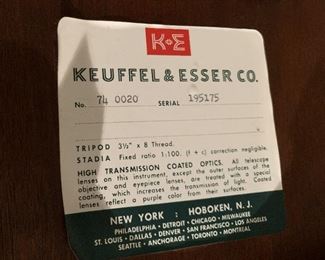 K+E
KEUFFEL & ESSER CO.
No. 74 0020 SERIAL 195175
TRIPOD 3½" x 8 Thread.
STADIA Fixed ratio 1:100. (f + c) correction negligible.
HIGH TRANSMISSION COATED OPTICS. All telescope
lenses on this instrument, except the outer surfaces of the
objective and eyepiece lenses, are treated with a special
coating, which increases the transmission of light. Coated
lenses reflect a purple color from their surfaces.
NEW YORK : HOBOKEN, N. J.
PHILADELPHIA • DETROIT • CHICAGO • MILWAUKEE
ST. LOUIS • DALLAS • DENVER • SAN FRANCISCO • LOS ANGELES
SEATTLE • ANCHORAGE • TORONTO • MONTREAL